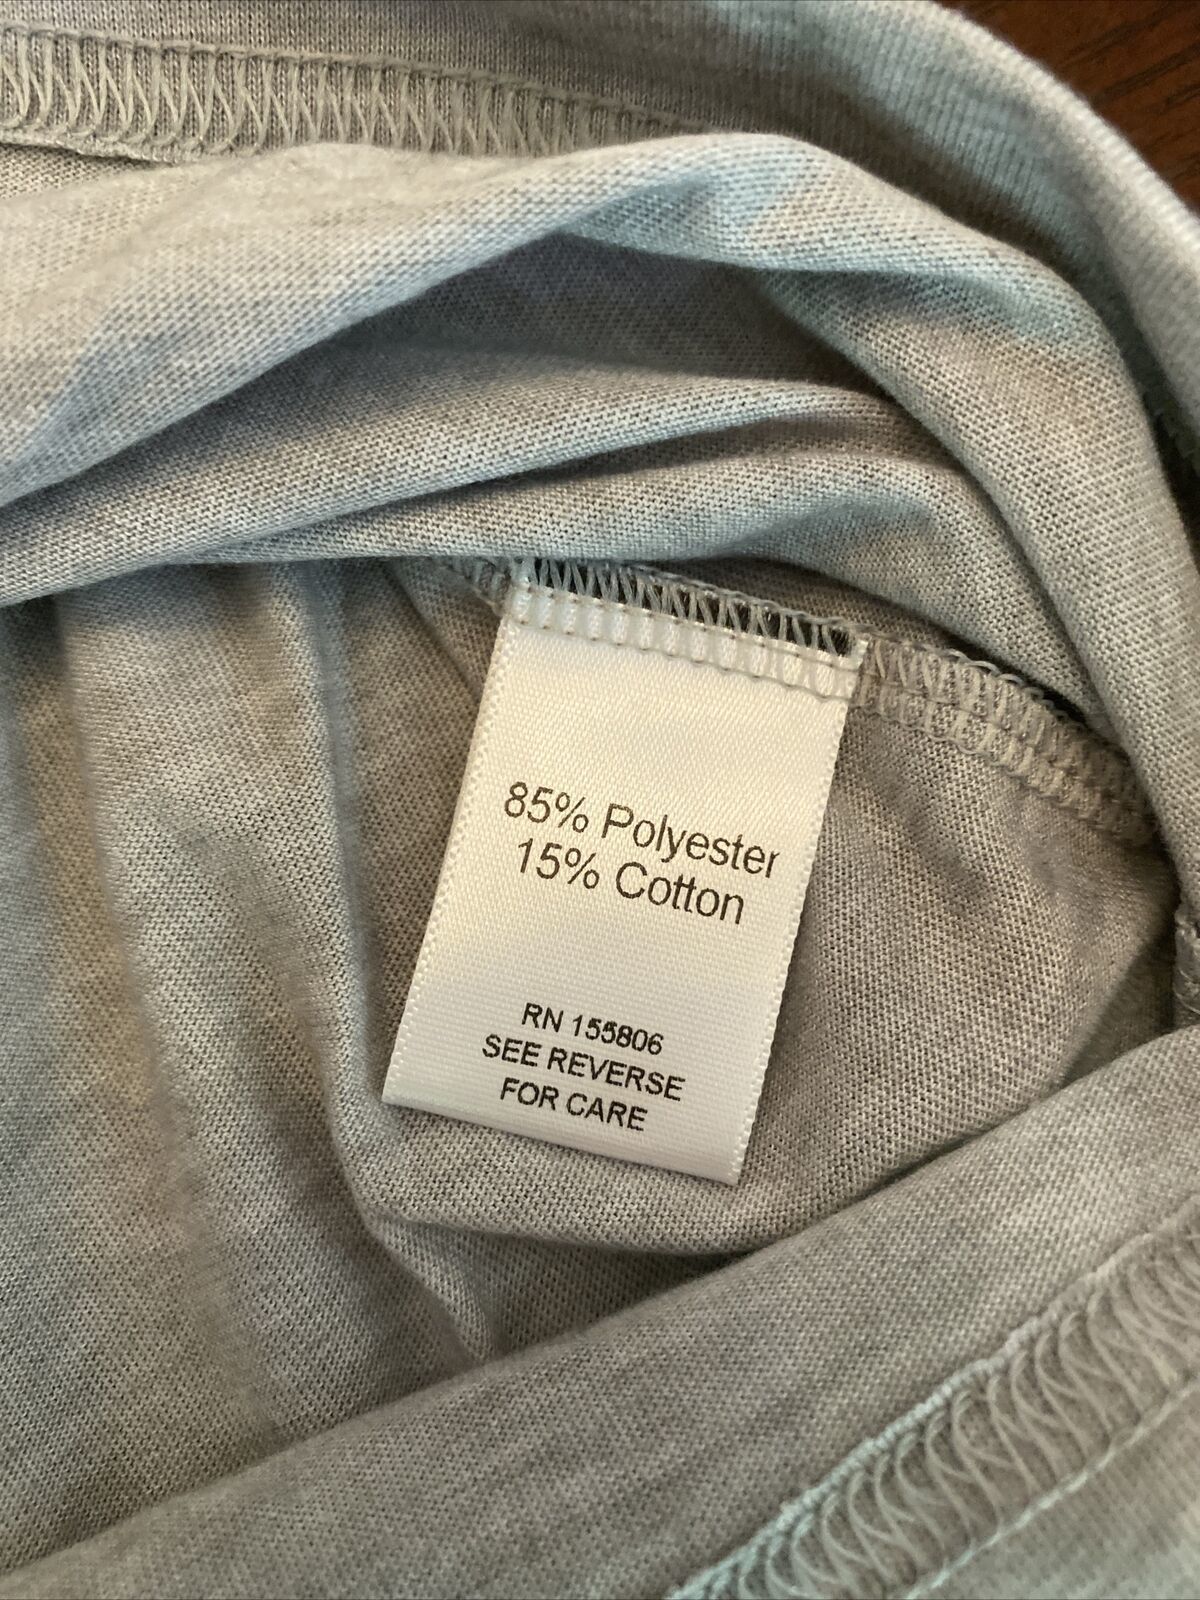 85% Polyester
15% Cotton
RN 155806
SEE REVERSE
FOR CARE